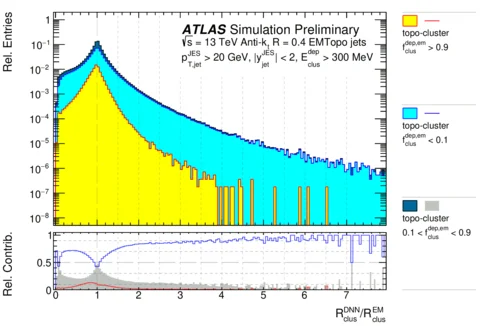 ATLAS Simulation Preliminary
√s = 13 TeV Anti-kt R = 0.4 EMTopo jets
p^JES_T,jet > 20 GeV, |y^JES_jet| < 2, E^dep_clus > 300 MeV
Rel. Entries
1
10^−1
10^−2
10^−3
10^−4
10^−5
10^−6
10^−7
10^−8
Rel. Contrib.
1
0.5
0
0 1 2 3 4 5 6 7
R^DNN_clus/R^EM_clus
topo-cluster
f^dep,em_clus > 0.9
topo-cluster
f^dep,em_clus < 0.1
topo-cluster
0.1 < f^dep,em_clus < 0.9